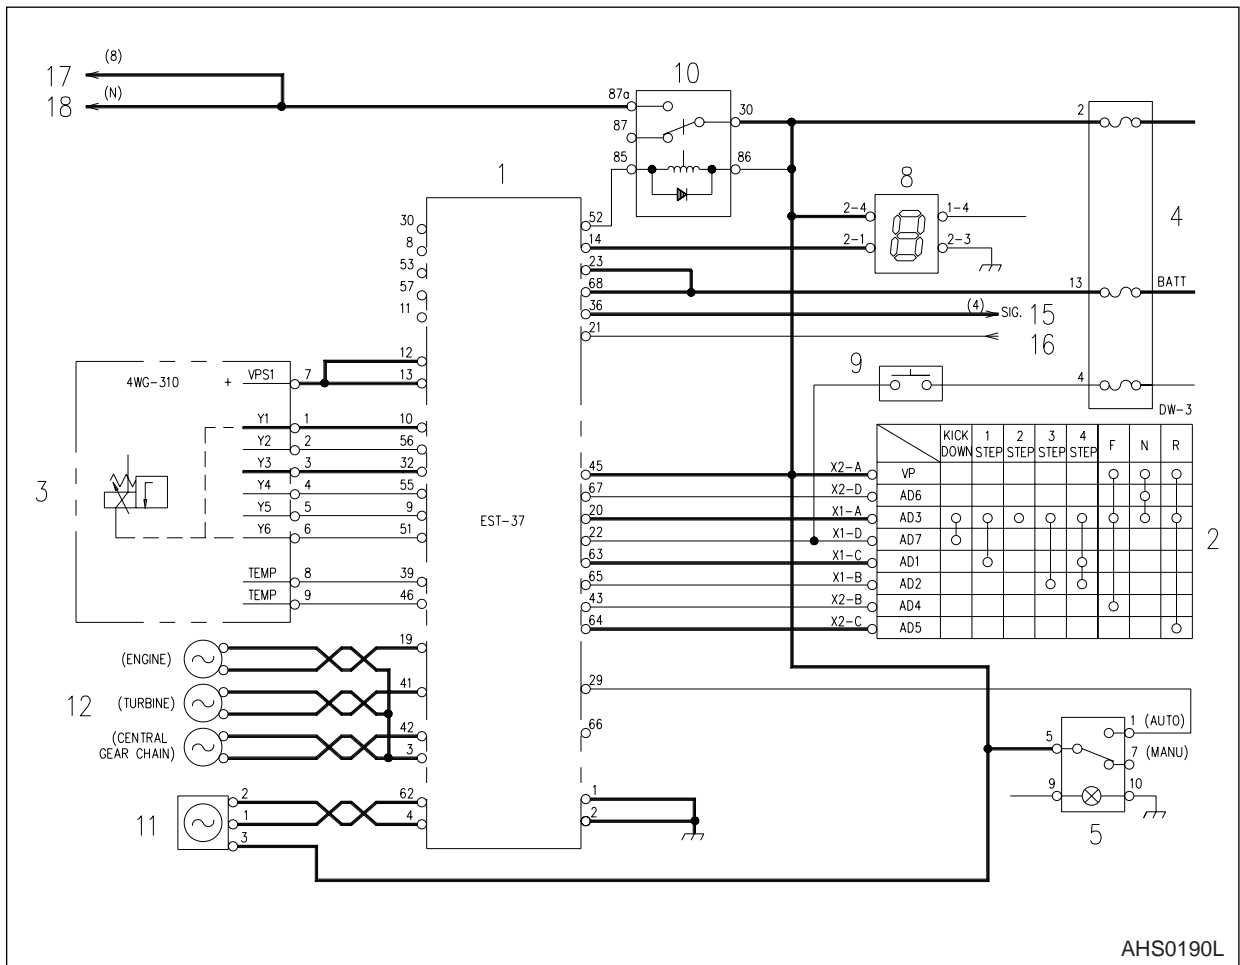 (8)
17
(N)
18
10
87a
30
87
85
86
2
1
8
4
52
2-4
1-4
30
14
2-1
2-3
8
23
53
68
13
BATT
57
36
(4)
SIG.
15
11
21
16
12
9
4WG-310
+
VPS1
7
13
4
DW-3
Y1
1
10
Y2
2
56
Y3
3
32
Y4
4
55
Y5
5
9
Y6
6
51
3
EST-37
KICK DOWN
1 STEP
2 STEP
3 STEP
4 STEP
F
N
R
45
X2-A
VP
67
X2-D
AD6
20
X1-A
AD3
22
X1-D
AD7
63
X1-C
AD1
65
X1-B
AD2
43
X2-B
AD4
64
X2-C
AD5
2
TEMP
8
39
TEMP
9
46
(ENGINE)
19
12
(TURBINE)
41
(CENTRAL
GEAR CHAIN)
42
3
29
66
1
(AUTO)
5
7
(MANU)
9
10
5
11
2
62
1
4
3
1
2
AHS0190L